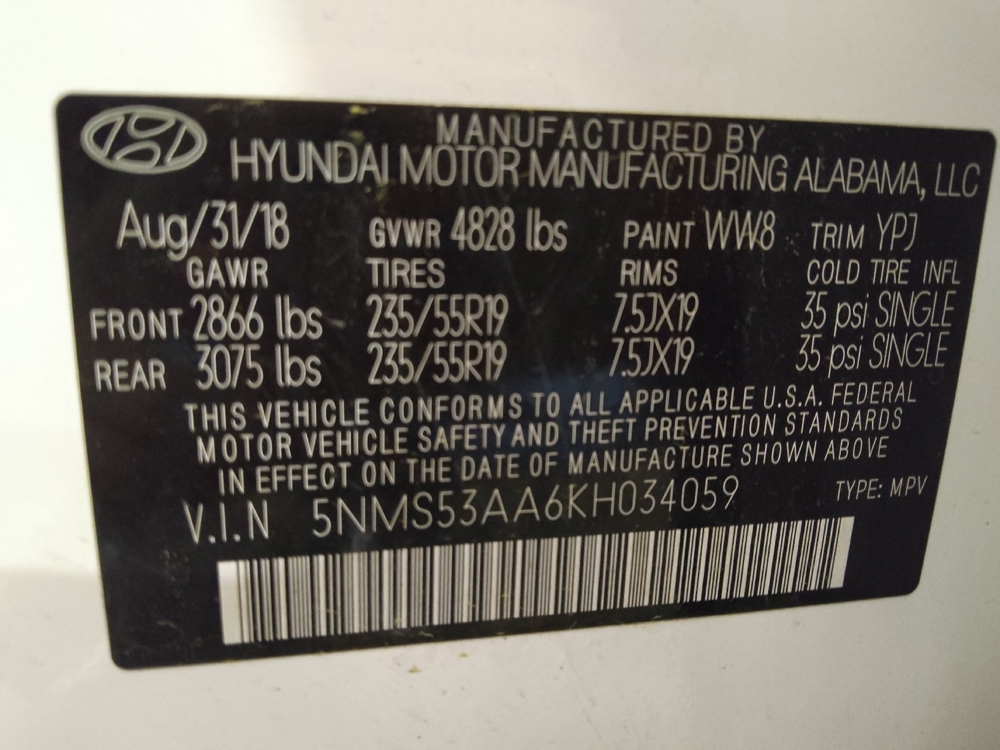 MANUFACTURED BY
HYUNDAI MOTOR MANUFACTURING ALABAMA, LLC
Aug/31/18 GVWR 4828 lbs PAINT WW8 TRIM YPJ
GAWR TIRES RIMS COLD TIRE INFL
FRONT 2866 lbs 235/55R19 7.5JX19 35 psi SINGLE
REAR 3075 lbs 235/55R19 7.5JX19 35 psi SINGLE
THIS VEHICLE CONFORMS TO ALL APPLICABLE U.S.A. FEDERAL
MOTOR VEHICLE SAFETY AND THEFT PREVENTION STANDARDS
IN EFFECT ON THE DATE OF MANUFACTURE SHOWN ABOVE
V.I.N 5NMS53AA6KH034059 TYPE: MPV